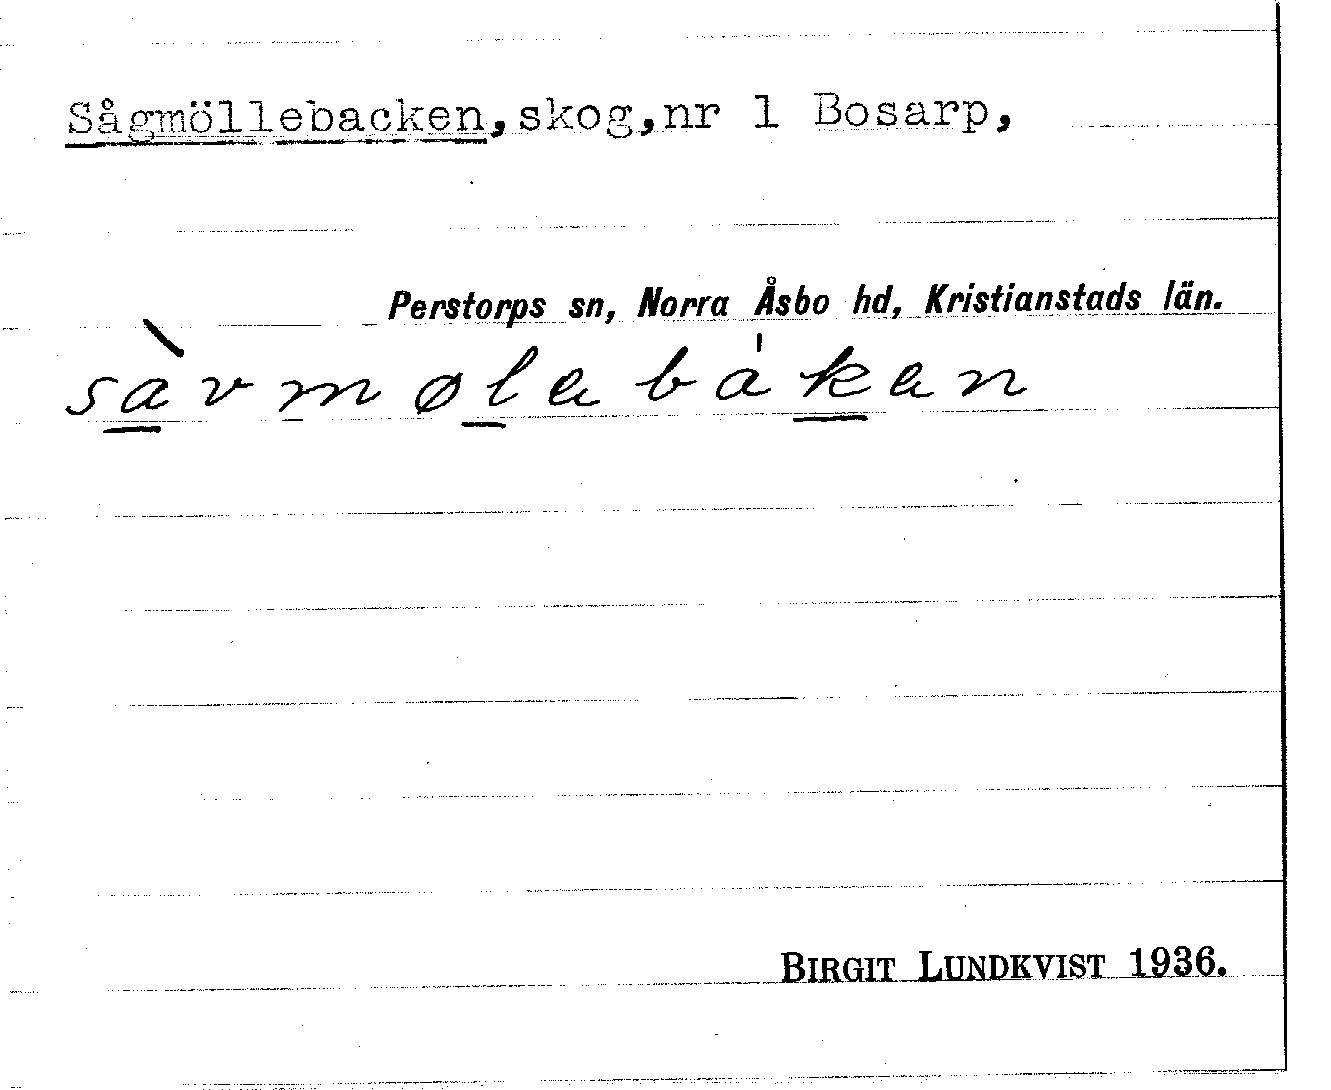 Sågmöllebacken, skog, nr 1 Bosarp,
Perstorps sn, Norra Åsbo hd, Kristianstads län.
sàvmøleba̍ken
BIRGIT LUNDKVIST 1936.